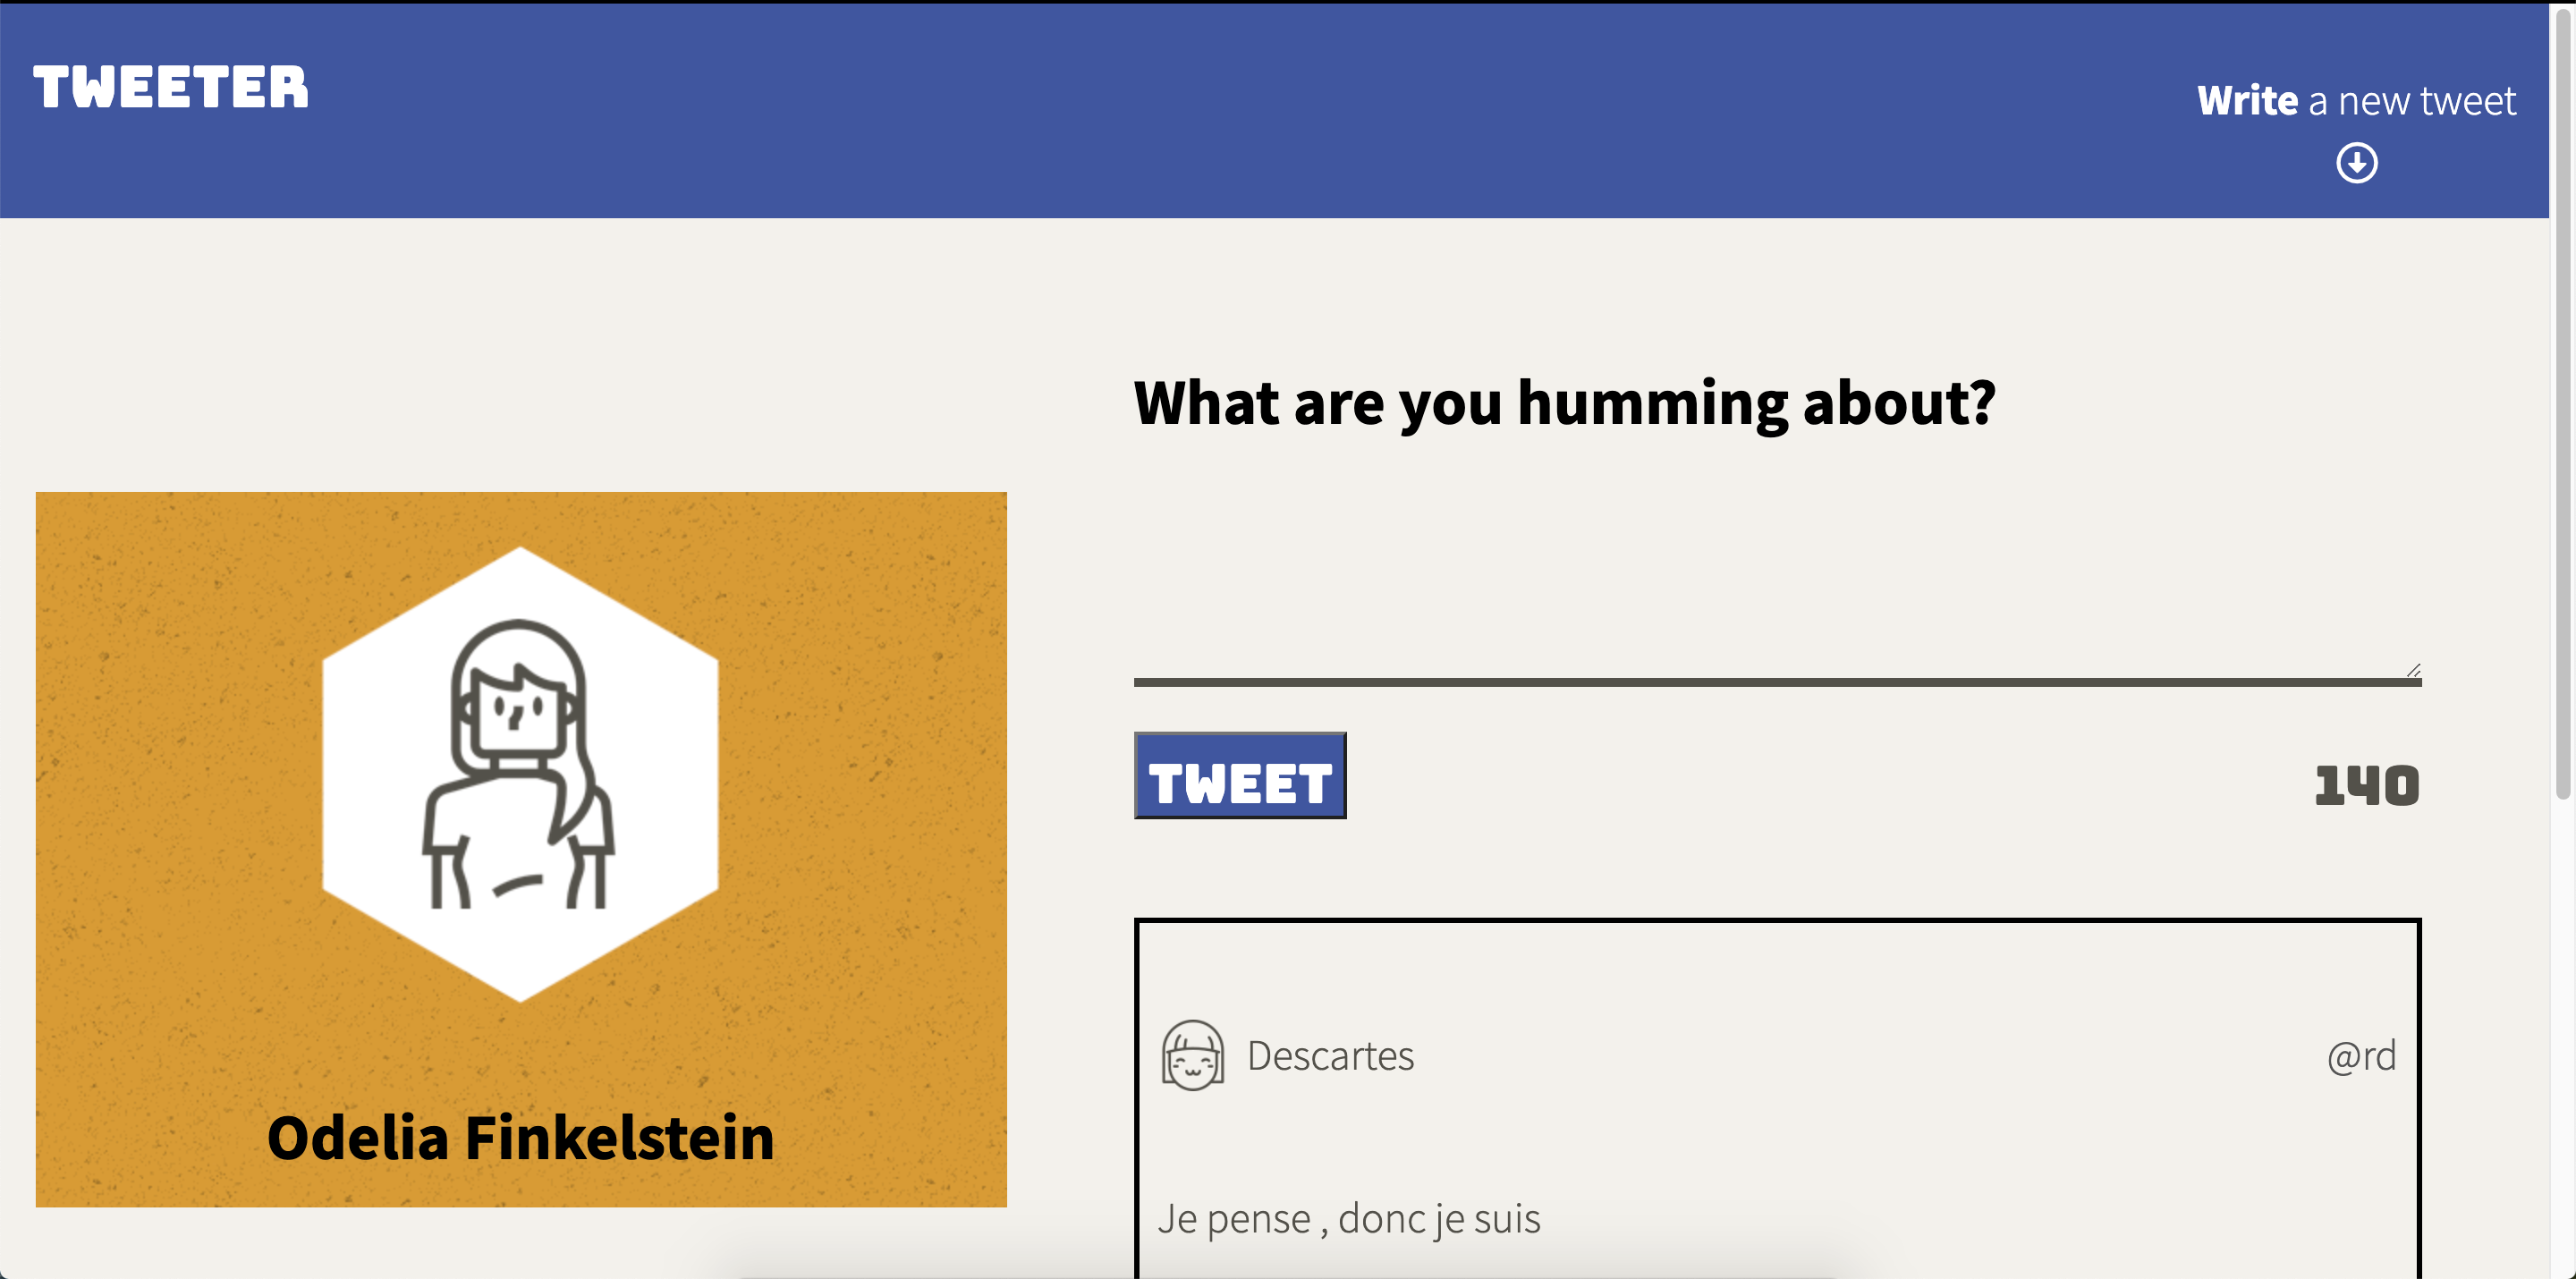 TWEETER
Write a new tweet
What are you humming about?
TWEET
140
Odelia Finkelstein
Descartes
@rd
Je pense , donc je suis